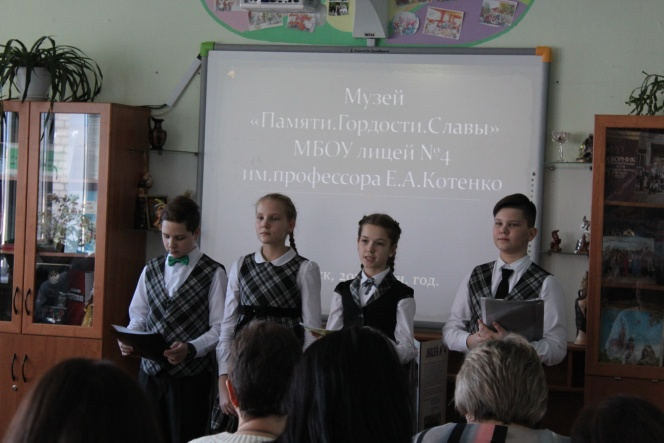 Музей
«Памяти.Гордости.Славы»
МБОУ лицей №4
им.профессора Е.А.Котенко
год.